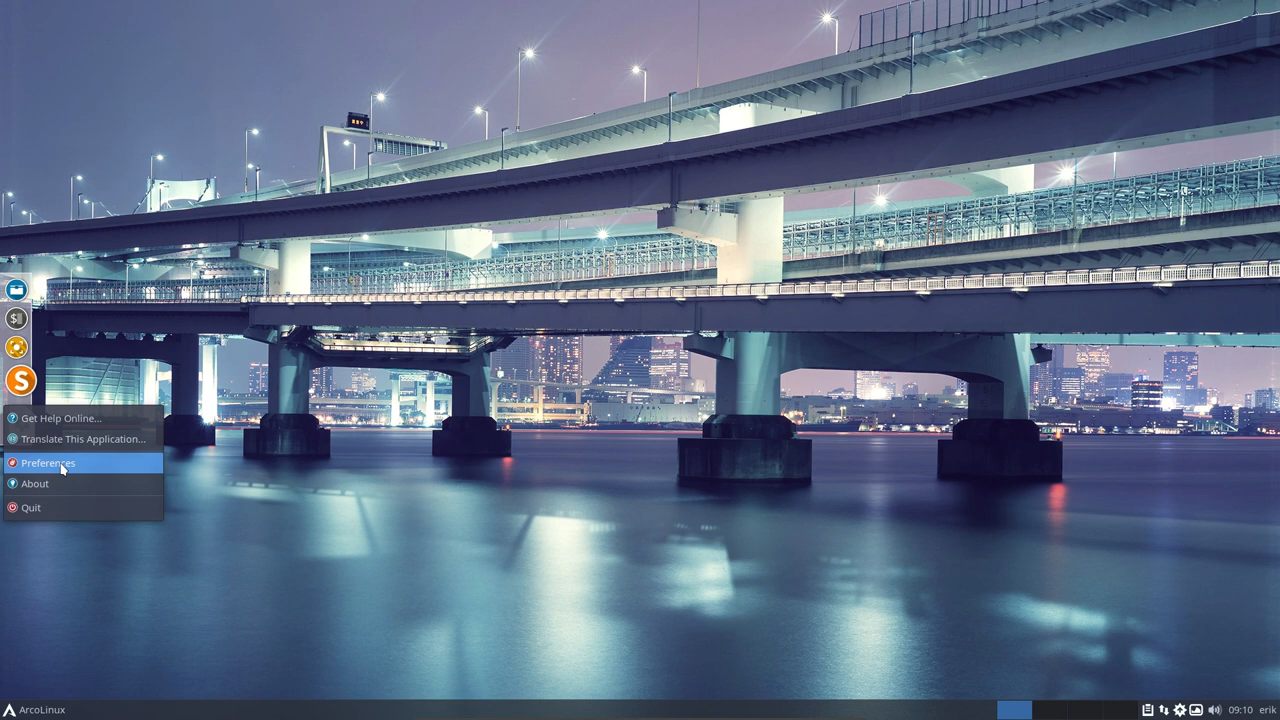 $
S
Get Help Online...
Translate This Application...
Preferences
About
Quit
ArcoLinux
09:10 erik